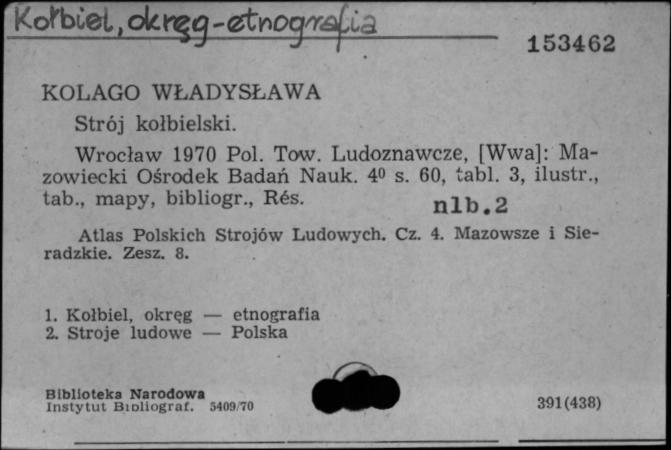 Kołbiel, okręg-etnografia
153462
KOLAGO WŁADYSŁAWA
Strój kołbielski.
Wrocław 1970 Pol. Tow. Ludoznawcze, [Wwa]: Ma-
zowiecki Ośrodek Badań Nauk. 4⁰ s. 60, tabl. 3, ilustr.,
tab., mapy, bibliogr., Rés.
nlb.2
Atlas Polskich Strojów Ludowych. Cz. 4. Mazowsze i Sie-
radzkie. Zesz. 8.
1. Kołbiel, okręg — etnografia
2. Stroje ludowe — Polska
Biblioteka Narodowa
Instytut Bibliograf. 5409/70
391(438)